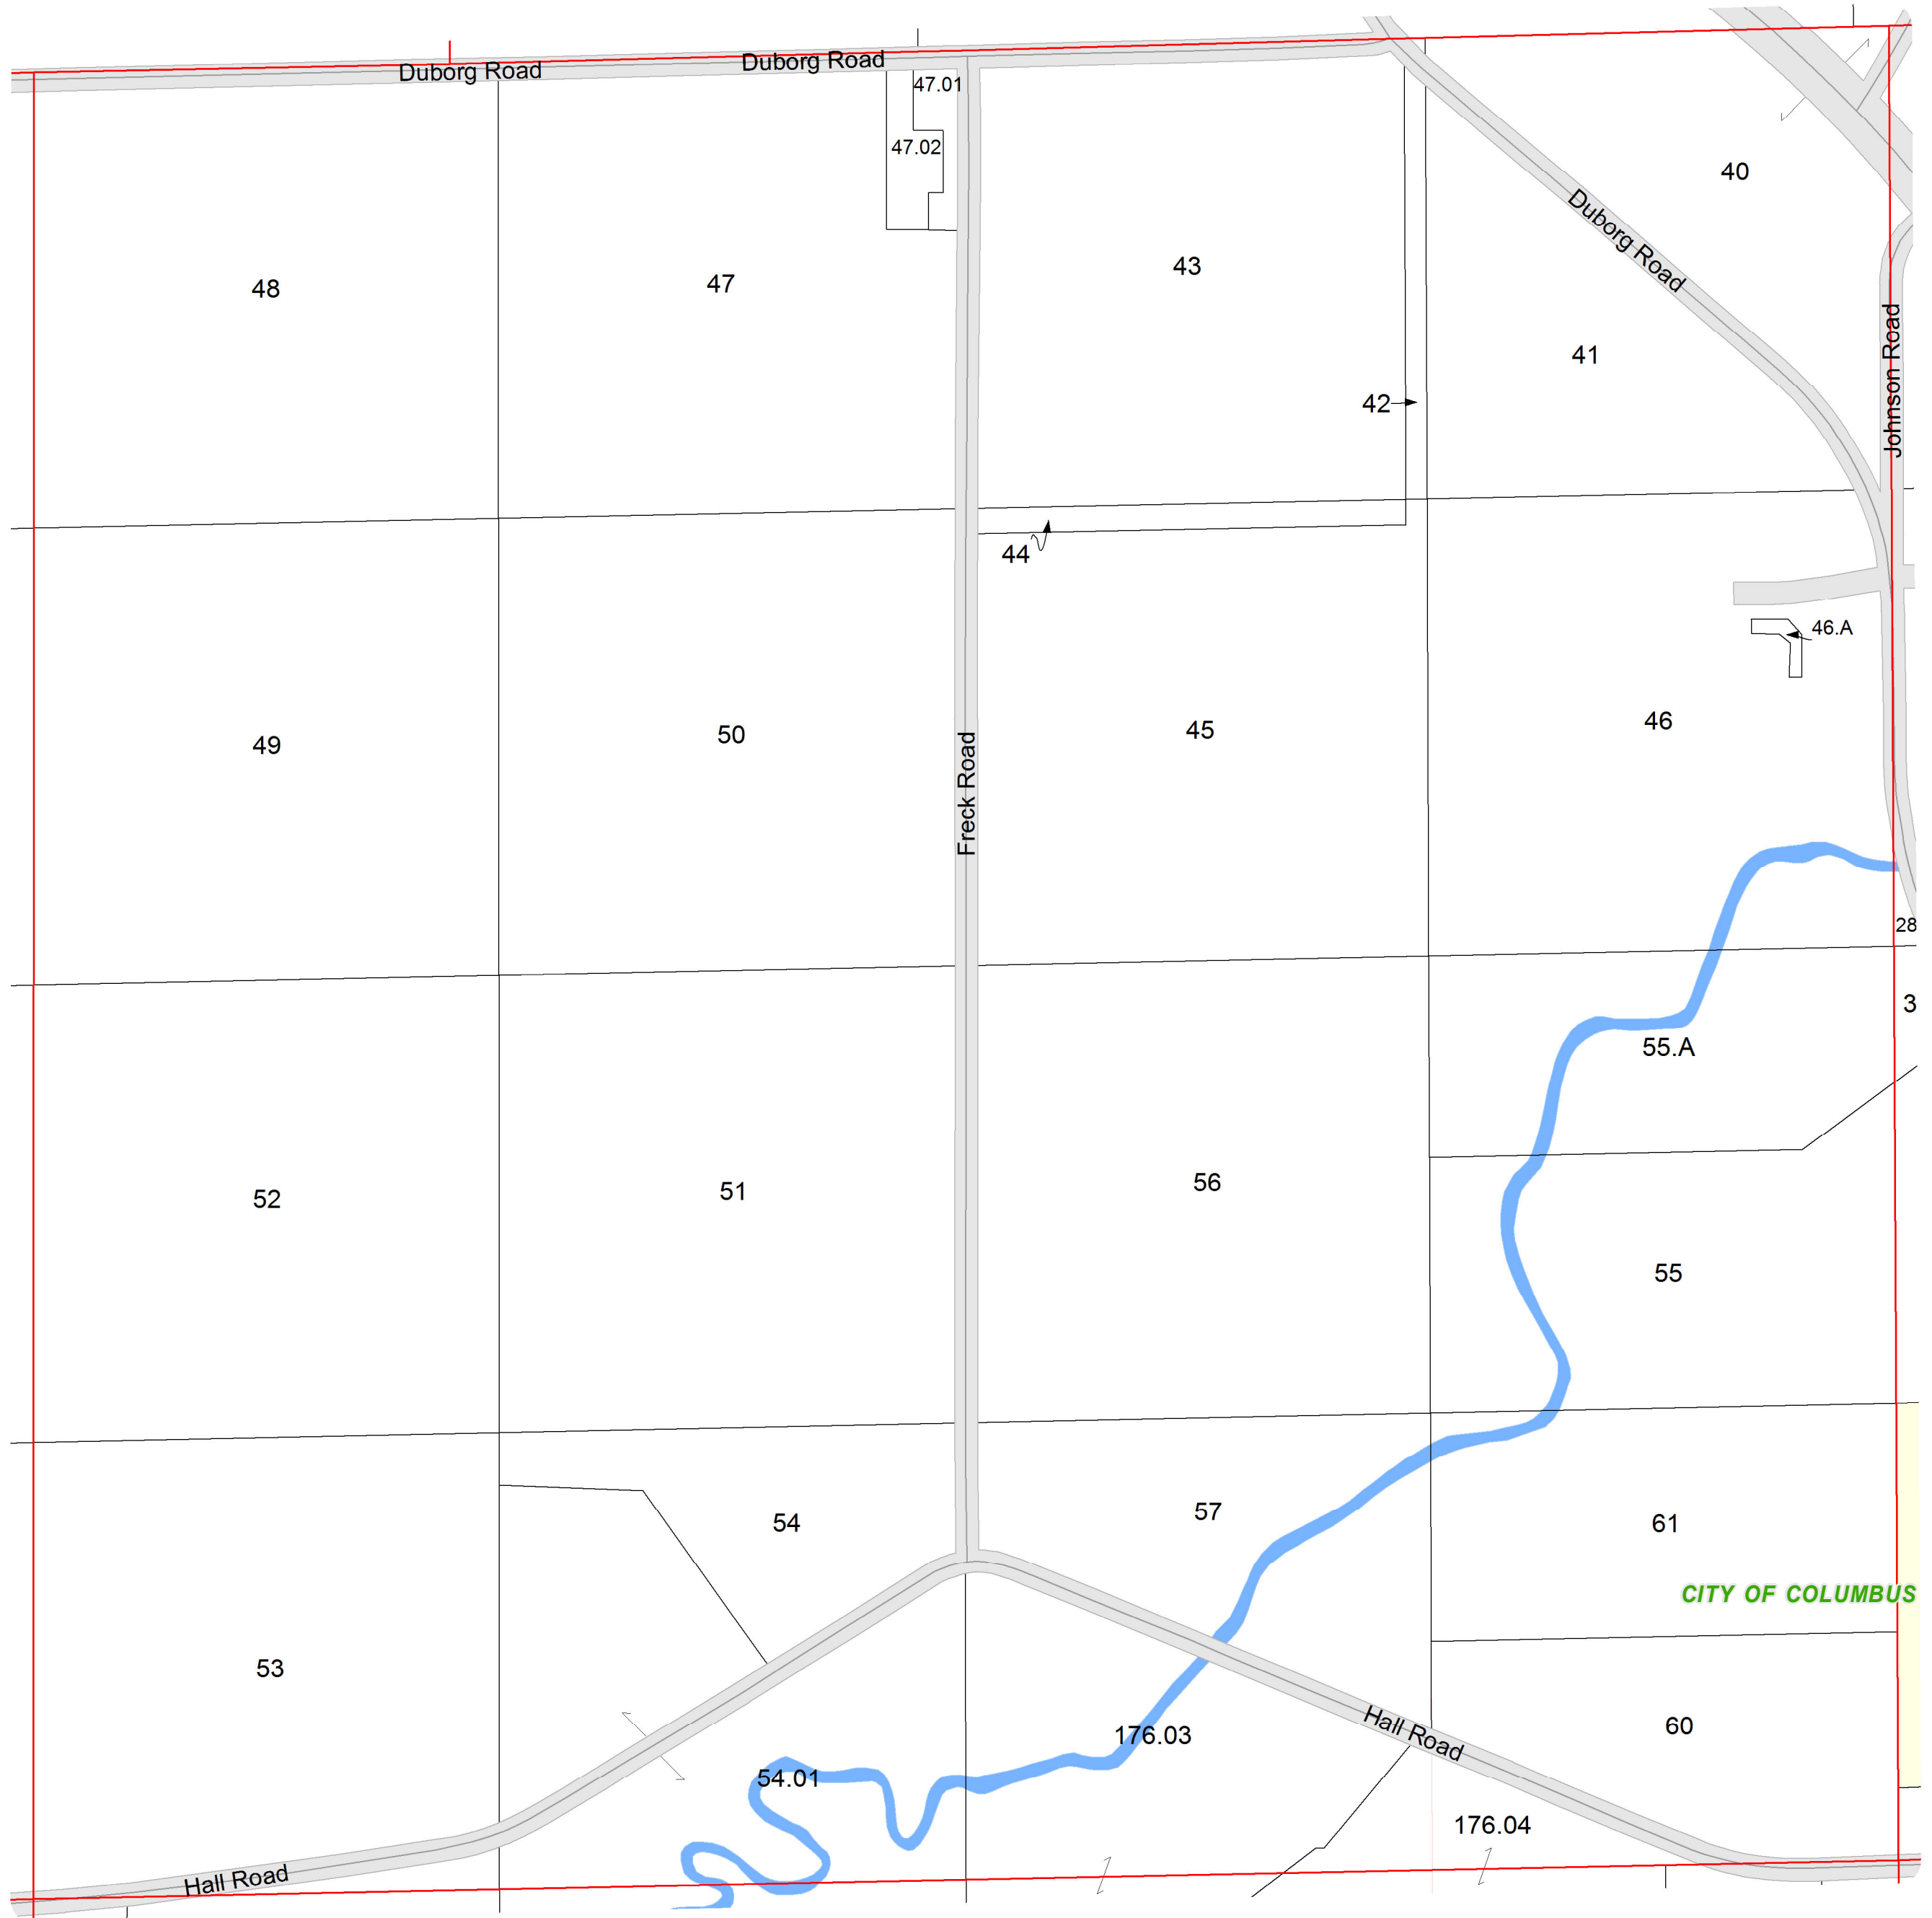 Duborg Road
Duborg Road
47.01
47.02
40
Duborg Road
43
47
48
Johnson Road
41
42
44
46.A
46
45
50
49
Freck Road
28
3
55.A
56
51
52
55
57
54
61
CITY OF COLUMBUS
53
60
176.03
Hall Road
54.01
176.04
Hall Road